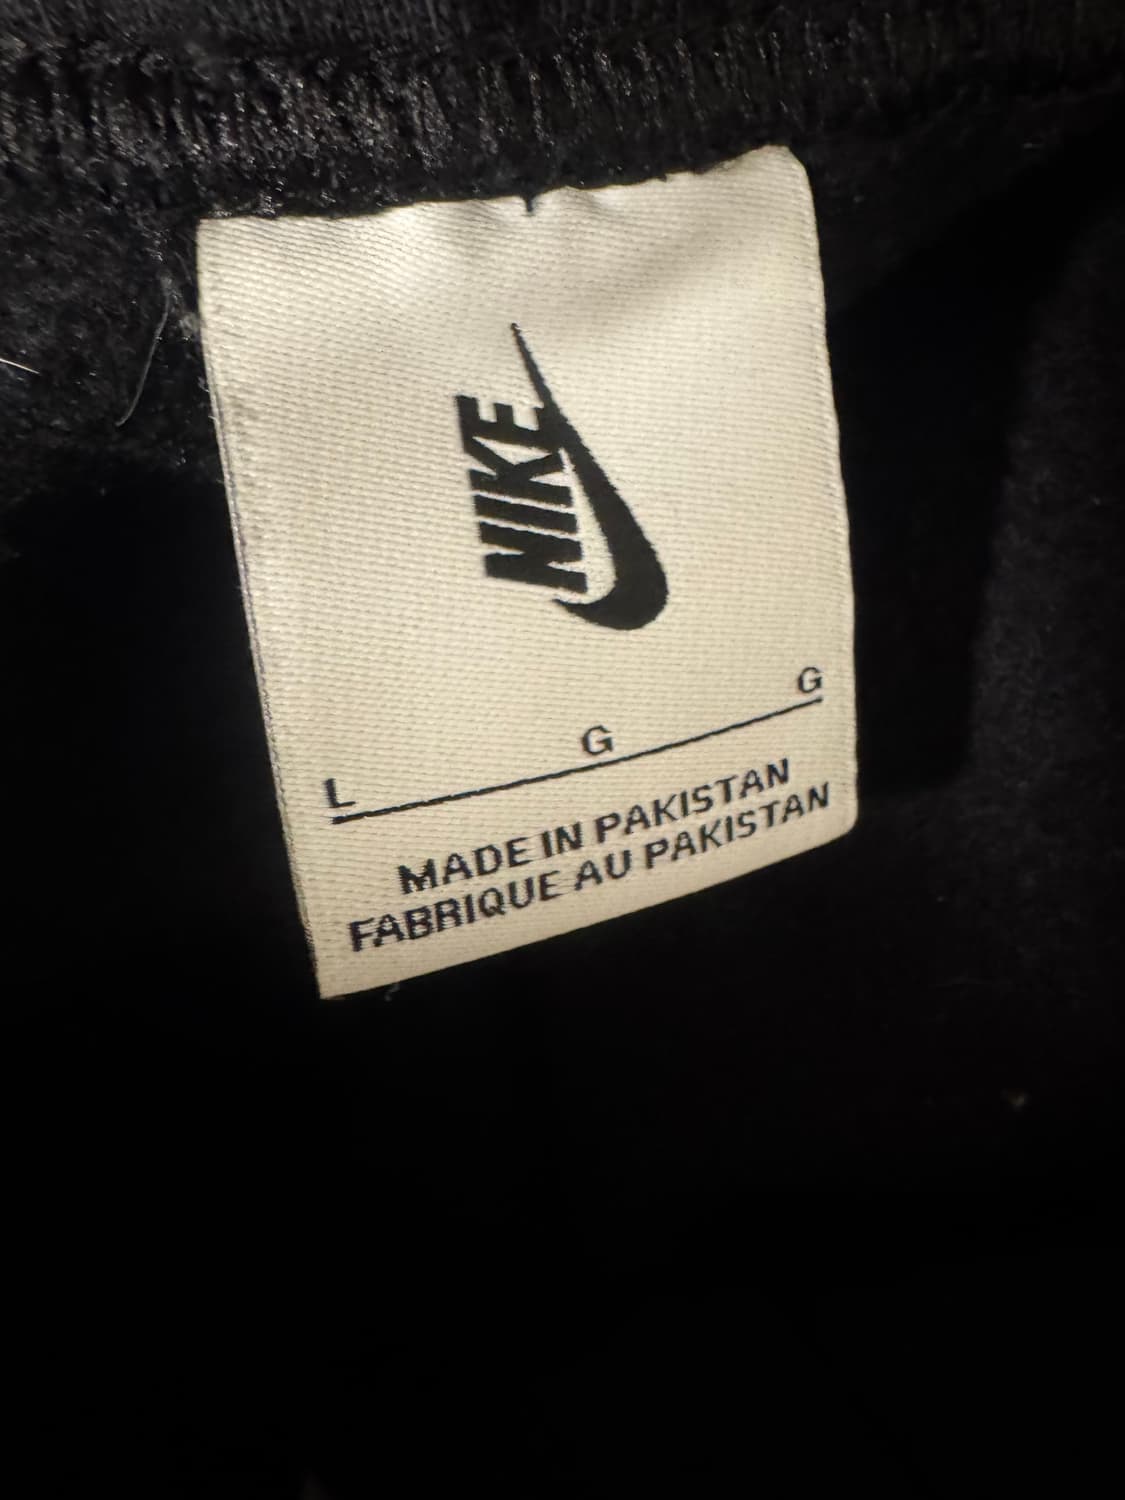 NIKE
L G G
MADE IN PAKISTAN
FABRIQUE AU PAKISTAN